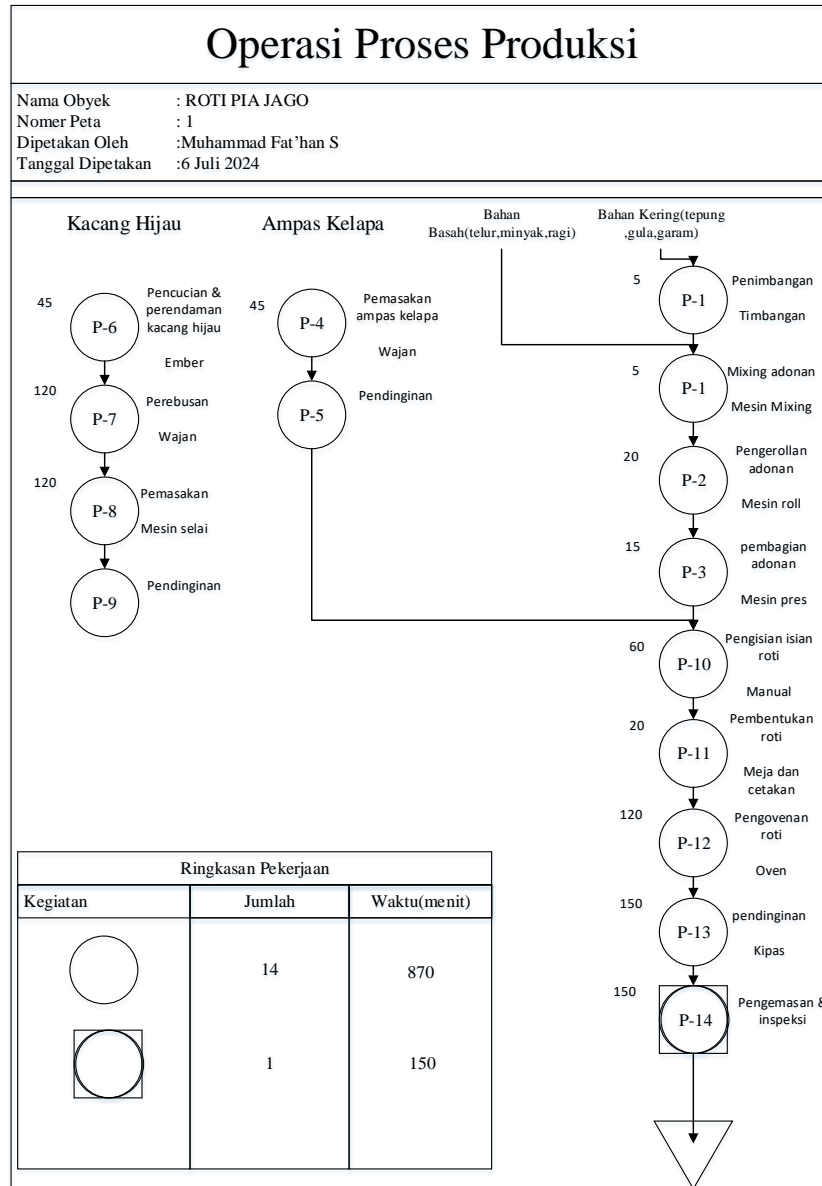 Operasi Proses Produksi
Nama Obyek : ROTI PIA JAGO
Nomer Peta : 1
Dipetakan Oleh :Muhammad Fat’han S
Tanggal Dipetakan :6 Juli 2024
Kacang Hijau
45
P-6
Pencucian &
perendaman
kacang hijau
Ember
120
P-7
Perebusan
Wajan
120
P-8
Pemasakan
Mesin selai
P-9
Pendinginan
Ampas Kelapa
45
P-4
Pemasakan
ampas kelapa
Wajan
P-5
Pendinginan
Bahan
Basah(telur,minyak,ragi)
Bahan Kering(tepung
,gula,garam)
5
P-1
Penimbangan
Timbangan
5
P-1
Mixing adonan
Mesin Mixing
20
P-2
Pengerollan
adonan
Mesin roll
15
P-3
pembagian
adonan
Mesin pres
60
P-10
Pengisian isian
roti
Manual
20
P-11
Pembentukan
roti
Meja dan
cetakan
120
P-12
Pengovenan
roti
Oven
150
P-13
pendinginan
Kipas
150
P-14
Pengemasan &
inspeksi
Ringkasan Pekerjaan
Kegiatan Jumlah Waktu(menit)
14 870
1 150